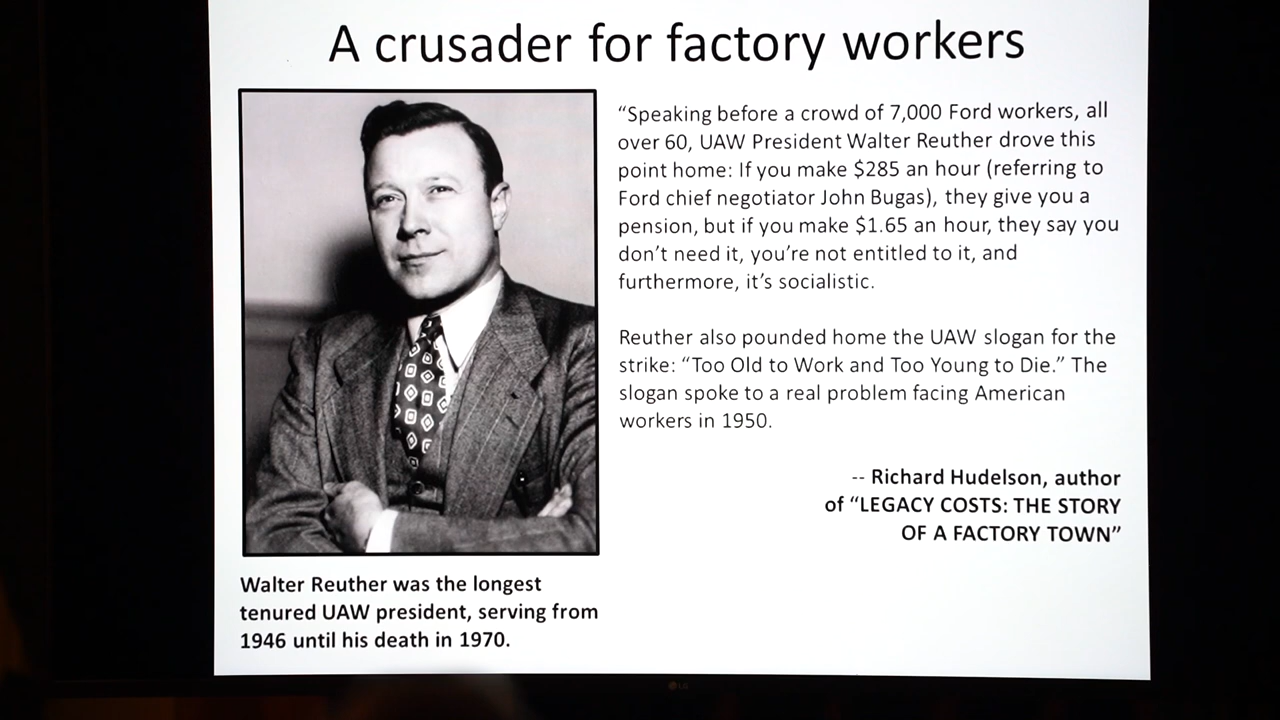 A crusader for factory workers
“Speaking before a crowd of 7,000 Ford workers, all
over 60, UAW President Walter Reuther drove this
point home: If you make $285 an hour (referring to
Ford chief negotiator John Bugas), they give you a
pension, but if you make $1.65 an hour, they say you
don’t need it, you’re not entitled to it, and
furthermore, it’s socialistic.
Reuther also pounded home the UAW slogan for the
strike: “Too Old to Work and Too Young to Die.” The
slogan spoke to a real problem facing American
workers in 1950.
-- Richard Hudelson, author
of “LEGACY COSTS: THE STORY
OF A FACTORY TOWN”
Walter Reuther was the longest
tenured UAW president, serving from
1946 until his death in 1970.
LG